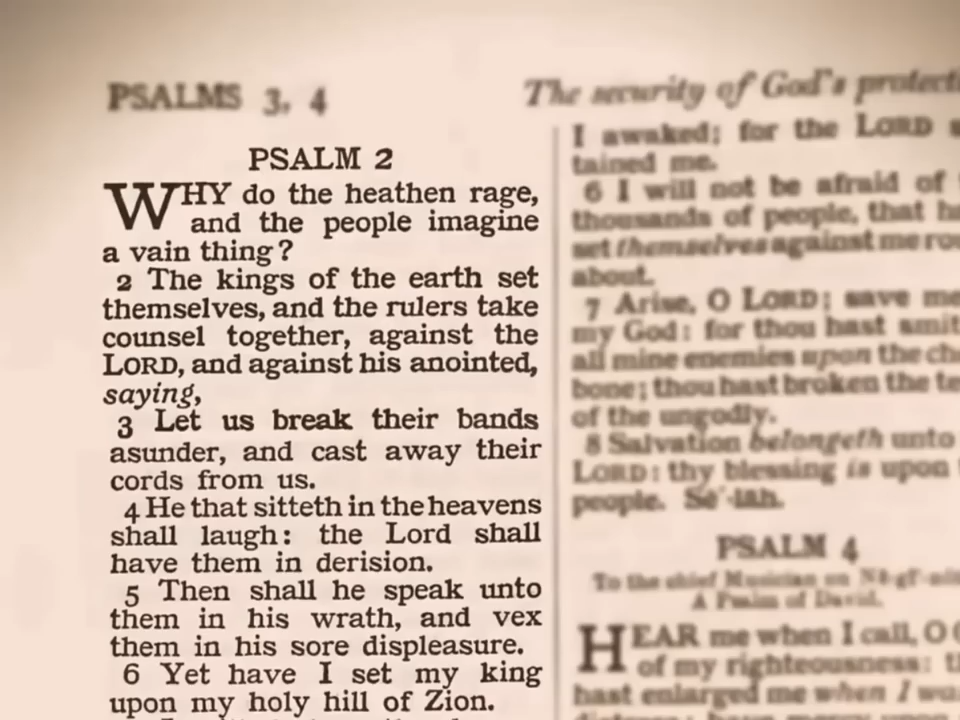 PSALMS 3, 4
The security of God's
PSALM 2
WHY do the heathen rage,
and the people imagine
a vain thing?
2 The kings of the earth set
themselves, and the rulers take
counsel together, against the
LORD, and against his anointed,
saying,
3 Let us break their bands
asunder, and cast away their
cords from us.
4 He that sitteth in the heavens
shall laugh: the Lord shall
have them in derision.
5 Then shall he speak unto
them in his wrath, and vex
them in his sore displeasure.
6 Yet have I set my king
upon my holy hill of Zion.
I awaked; for the LORD
tained me.
6 I will not be afraid of
thousands of people, that
set themselves against me
about.
7 Arise, O LORD; save me
my God: for thou hast
all mine enemies upon the
bone; thou hast broken the
of the ungodly.
8 Salvation belongeth unto
LORD: thy blessing is upon
people. Se'-lah.
PSALM 4
To the chief Musician on
A Psalm of David.
HEAR me when I call, O
of my righteousness:
hast enlarged me when I